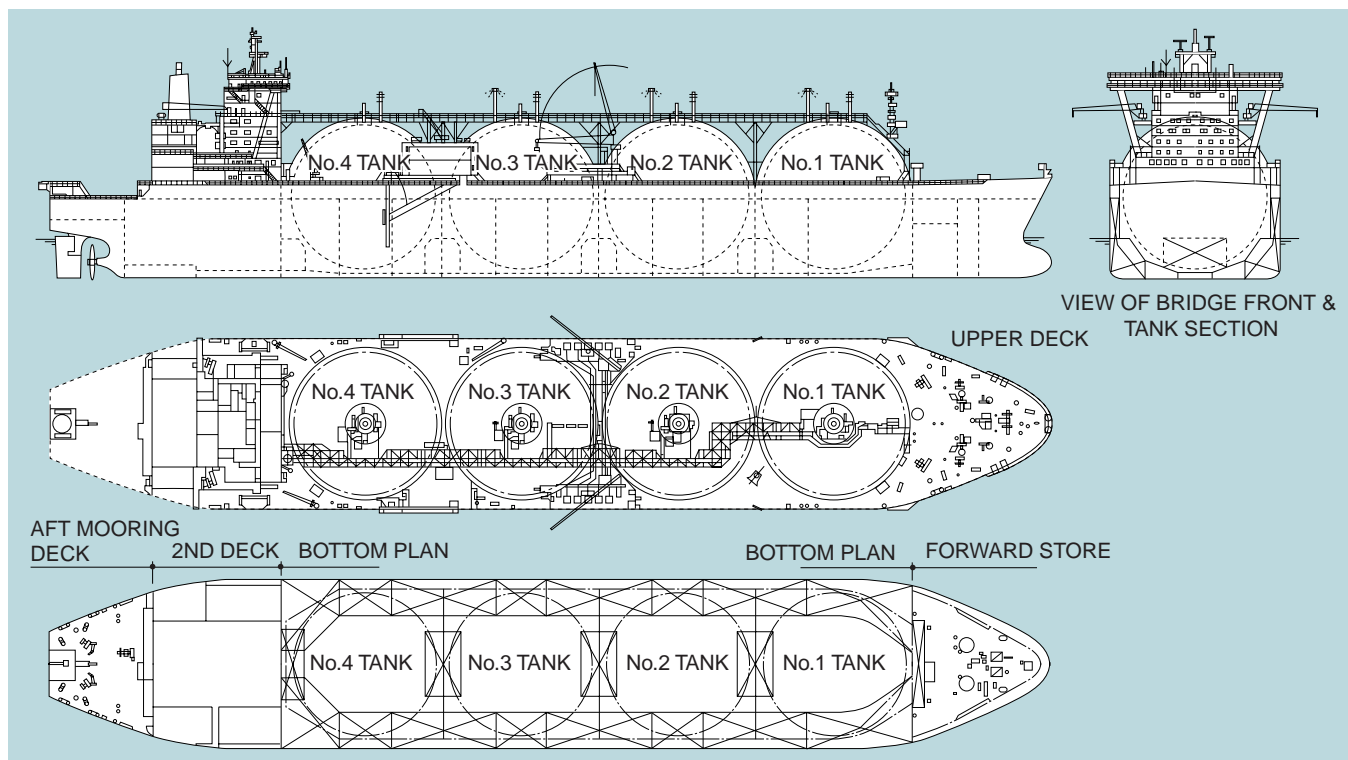 No.4 TANK
No.3 TANK
No.2 TANK
No.1 TANK
VIEW OF BRIDGE FRONT &
TANK SECTION
UPPER DECK
No.4 TANK
No.3 TANK
No.2 TANK
No.1 TANK
AFT MOORING
DECK
2ND DECK
BOTTOM PLAN
BOTTOM PLAN
FORWARD STORE
No.4 TANK
No.3 TANK
No.2 TANK
No.1 TANK